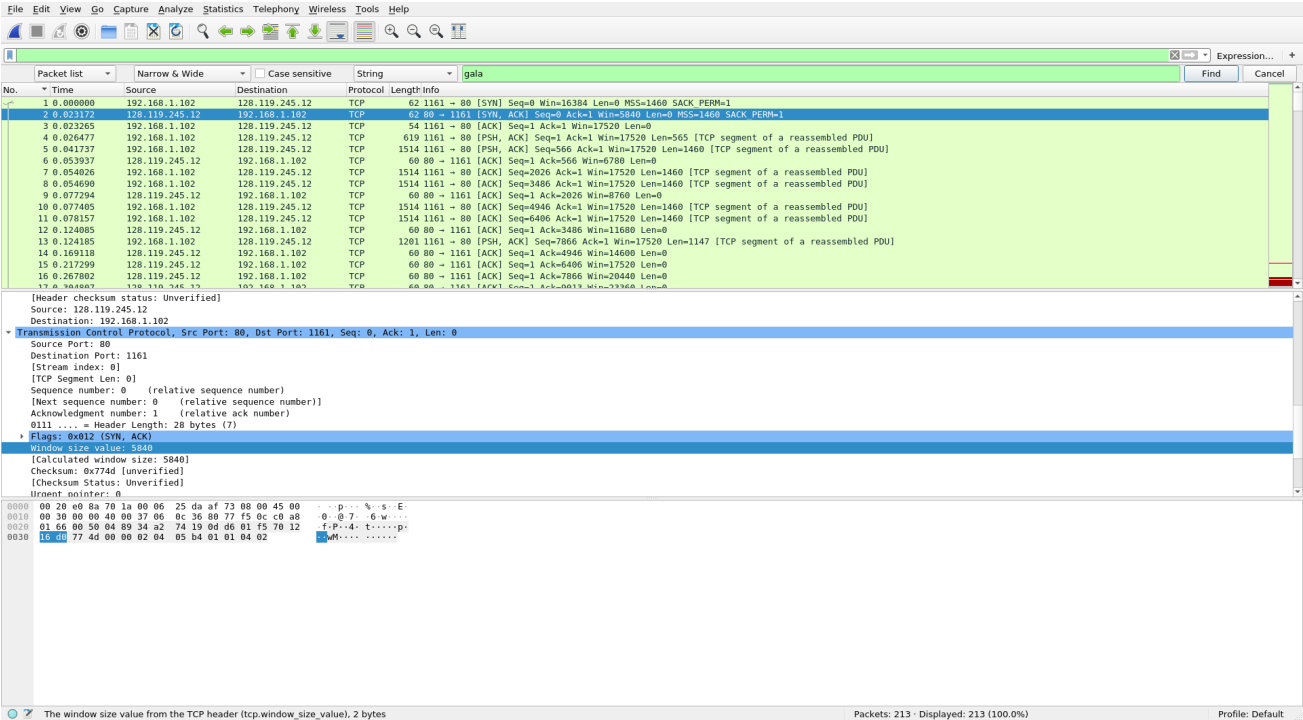 File Edit View Go Capture Analyze Statistics Telephony Wireless Tools Help
Expression... +
Packet list Narrow & Wide Case sensitive String gala Find Cancel
No. Time Source Destination Protocol Length Info
1 0.000000 192.168.1.102 128.119.245.12 TCP 62 1161 → 80 [SYN] Seq=0 Win=16384 Len=0 MSS=1460 SACK_PERM=1
2 0.023172 128.119.245.12 192.168.1.102 TCP 62 80 → 1161 [SYN, ACK] Seq=0 Ack=1 Win=5840 Len=0 MSS=1460 SACK_PERM=1
3 0.023265 192.168.1.102 128.119.245.12 TCP 54 1161 → 80 [ACK] Seq=1 Ack=1 Win=17520 Len=0
4 0.026477 192.168.1.102 128.119.245.12 TCP 619 1161 → 80 [PSH, ACK] Seq=1 Ack=1 Win=17520 Len=565 [TCP segment of a reassembled PDU]
5 0.041737 192.168.1.102 128.119.245.12 TCP 1514 1161 → 80 [PSH, ACK] Seq=566 Ack=1 Win=17520 Len=1460 [TCP segment of a reassembled PDU]
6 0.053937 128.119.245.12 192.168.1.102 TCP 60 80 → 1161 [ACK] Seq=1 Ack=566 Win=6780 Len=0
7 0.054026 192.168.1.102 128.119.245.12 TCP 1514 1161 → 80 [ACK] Seq=2026 Ack=1 Win=17520 Len=1460 [TCP segment of a reassembled PDU]
8 0.054690 192.168.1.102 128.119.245.12 TCP 1514 1161 → 80 [ACK] Seq=3486 Ack=1 Win=17520 Len=1460 [TCP segment of a reassembled PDU]
9 0.077294 128.119.245.12 192.168.1.102 TCP 60 80 → 1161 [ACK] Seq=1 Ack=2026 Win=8760 Len=0
10 0.077405 192.168.1.102 128.119.245.12 TCP 1514 1161 → 80 [ACK] Seq=4946 Ack=1 Win=17520 Len=1460 [TCP segment of a reassembled PDU]
11 0.078157 192.168.1.102 128.119.245.12 TCP 1514 1161 → 80 [ACK] Seq=6406 Ack=1 Win=17520 Len=1460 [TCP segment of a reassembled PDU]
12 0.124085 128.119.245.12 192.168.1.102 TCP 60 80 → 1161 [ACK] Seq=1 Ack=3486 Win=11680 Len=0
13 0.124185 192.168.1.102 128.119.245.12 TCP 1201 1161 → 80 [PSH, ACK] Seq=7866 Ack=1 Win=17520 Len=1147 [TCP segment of a reassembled PDU]
14 0.169118 128.119.245.12 192.168.1.102 TCP 60 80 → 1161 [ACK] Seq=1 Ack=4946 Win=14600 Len=0
15 0.217299 128.119.245.12 192.168.1.102 TCP 60 80 → 1161 [ACK] Seq=1 Ack=6406 Win=17520 Len=0
16 0.267802 128.119.245.12 192.168.1.102 TCP 60 80 → 1161 [ACK] Seq=1 Ack=7866 Win=20440 Len=0
17 0.304807 128.119.245.12 192.168.1.102 TCP 60 80 → 1161 [ACK] Seq=1 Ack=9013 Win=23360 Len=0
[Header checksum status: Unverified]
Source: 128.119.245.12
Destination: 192.168.1.102
Transmission Control Protocol, Src Port: 80, Dst Port: 1161, Seq: 0, Ack: 1, Len: 0
Source Port: 80
Destination Port: 1161
[Stream index: 0]
[TCP Segment Len: 0]
Sequence number: 0 (relative sequence number)
[Next sequence number: 0 (relative sequence number)]
Acknowledgment number: 1 (relative ack number)
0111 .... = Header Length: 28 bytes (7)
Flags: 0x012 (SYN, ACK)
Window size value: 5840
[Calculated window size: 5840]
Checksum: 0x774d [unverified]
[Checksum Status: Unverified]
Urgent pointer: 0
0000 00 20 e0 8a 70 1a 00 06 25 da af 73 08 00 45 00 · ··p··· %··s··E·
0010 00 30 00 00 40 00 37 06 0c 36 80 77 f5 0c c0 a8 ·0··@·7· ·6·w····
0020 01 66 00 50 04 89 34 a2 74 19 0d d6 01 f5 70 12 ·f·P··4· t·····p·
0030 16 d0 77 4d 00 00 02 04 05 b4 01 01 04 02 ··wM···· ······
The window size value from the TCP header (tcp.window_size_value), 2 bytes Packets: 213 · Displayed: 213 (100.0%) Profile: Default